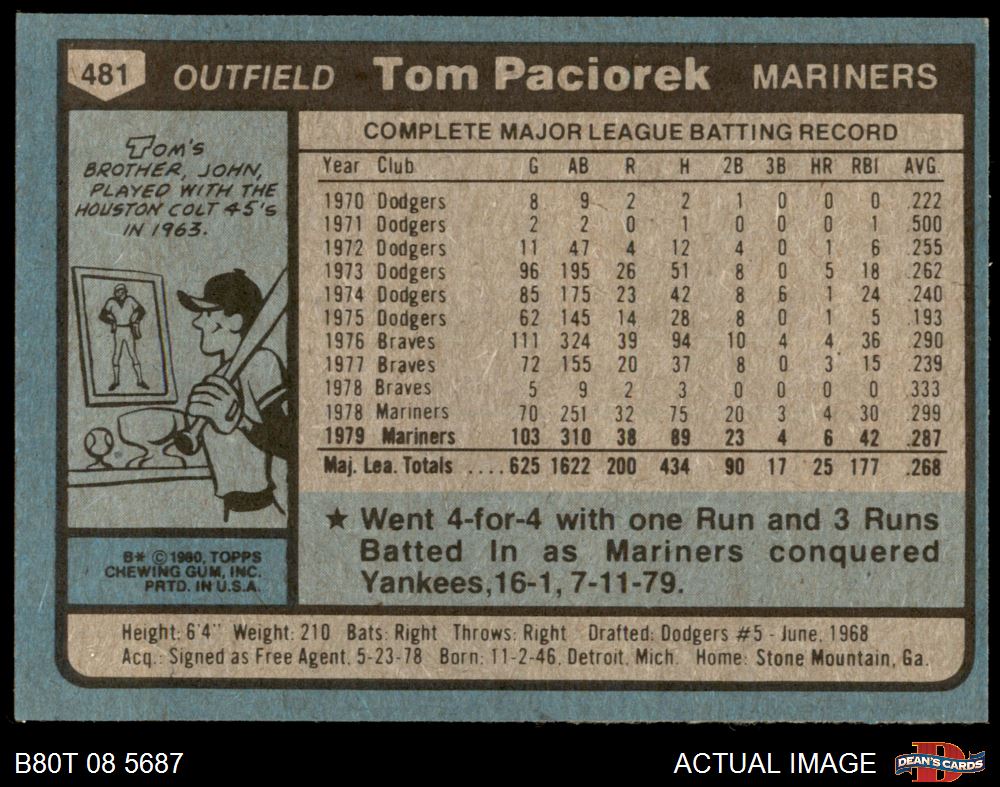 481 OUTFIELD Tom Paciorek MARINERS
TOM'S
BROTHER, JOHN,
PLAYED WITH THE
HOUSTON COLT 45'S
IN 1963.
B* © 1980, TOPPS
CHEWING GUM, INC.
PRTD. IN U.S.A.
COMPLETE MAJOR LEAGUE BATTING RECORD
Year Club G AB R H 2B 3B HR RBI AVG.
1970 Dodgers 8 9 2 2 1 0 0 0 .222
1971 Dodgers 2 2 0 1 0 0 0 1 .500
1972 Dodgers 11 47 4 12 4 0 1 6 .255
1973 Dodgers 96 195 26 51 8 0 5 18 .262
1974 Dodgers 85 175 23 42 8 6 1 24 .240
1975 Dodgers 62 145 14 28 8 0 1 5 .193
1976 Braves 111 324 39 94 10 4 4 36 .290
1977 Braves 72 155 20 37 8 0 3 15 .239
1978 Braves 5 9 2 3 0 0 0 0 .333
1978 Mariners 70 251 32 75 20 3 4 30 .299
1979 Mariners 103 310 38 89 23 4 6 42 .287
Maj. Lea. Totals .... 625 1622 200 434 90 17 25 177 .268
★ Went 4-for-4 with one Run and 3 Runs
Batted In as Mariners conquered
Yankees,16-1, 7-11-79.
Height: 6'4" Weight: 210 Bats: Right Throws: Right Drafted: Dodgers #5 - June, 1968
Acq.: Signed as Free Agent, 5-23-78 Born: 11-2-46, Detroit, Mich. Home: Stone Mountain, Ga.
B80T 08 5687 ACTUAL IMAGE DEAN'S CARDS